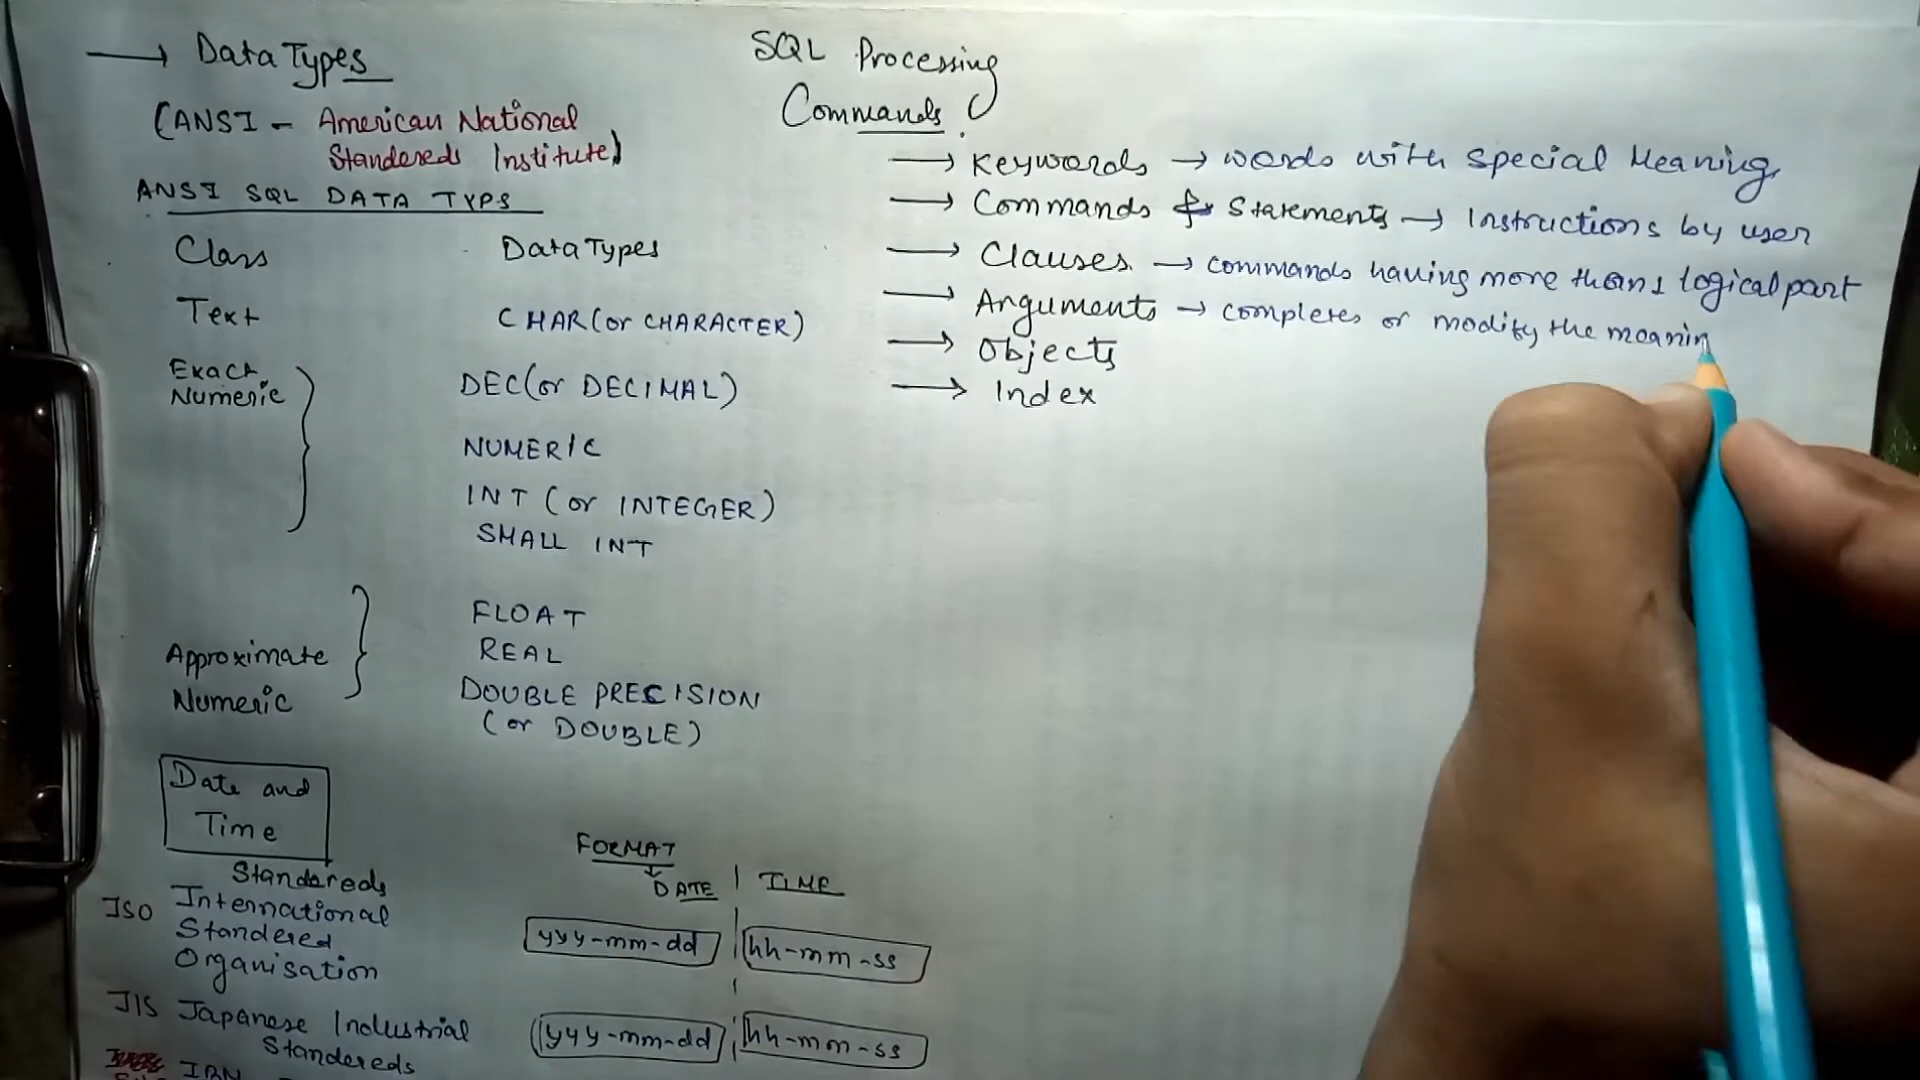 Data Types
(ANSI - American National
Standereds Institute)
ANSI SQL DATA TYPS
Class DataTypes
Text CHAR(or CHARACTER)
Exact
Numeric
DEC(or DECIMAL)
NUMERIC
INT (or INTEGER)
SMALL INT
FLOAT
REAL
Approximate
Numeric
DOUBLE PRECISION
(or DOUBLE)
Date and
Time
Standereds
FORMAT
DATE | TIME
ISO International
Standered
Organisation
yyy-mm-dd hh-mm-ss
JIS Japanese Industrial
Standereds
yyy-mm-dd hh-mm-ss
SQL Processing
Commands
Keywords → words with special Meaning
Commands & Statements → Instructions by user
Clauses → commands having more than 1 logical part
Arguments → completes or modify the meanin
Objects
Index